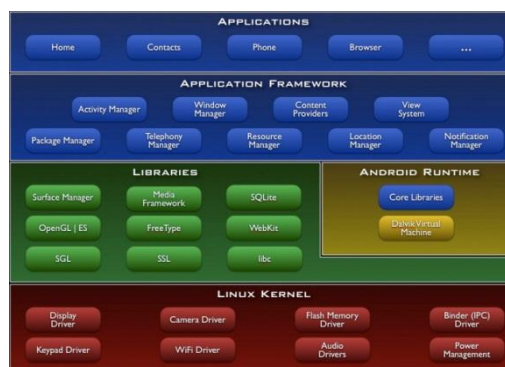 APPLICATIONS
Home
Contacts
Phone
Browser
...
APPLICATION FRAMEWORK
Activity Manager
Window
Manager
Content
Providers
View
System
Package Manager
Telephony
Manager
Resource
Manager
Location
Manager
Notification
Manager
LIBRARIES
Surface Manager
Media
Framework
SQLite
OpenGL | ES
FreeType
WebKit
SGL
SSL
libc
ANDROID RUNTIME
Core Libraries
Dalvik Virtual
Machine
LINUX KERNEL
Display
Driver
Camera Driver
Flash Memory
Driver
Binder (IPC)
Driver
Keypad Driver
WiFi Driver
Audio
Drivers
Power
Management